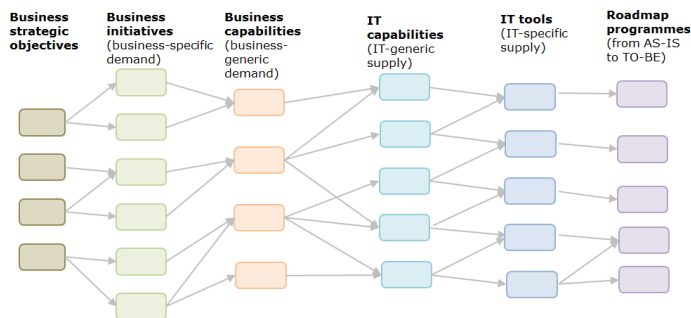 Business
strategic
objectives
Business
initiatives
(business-specific
demand)
Business
capabilities
(business-
generic
demand)
IT
capabilities
(IT-generic
supply)
IT tools
(IT-specific
supply)
Roadmap
programmes
(from AS-IS
to TO-BE)